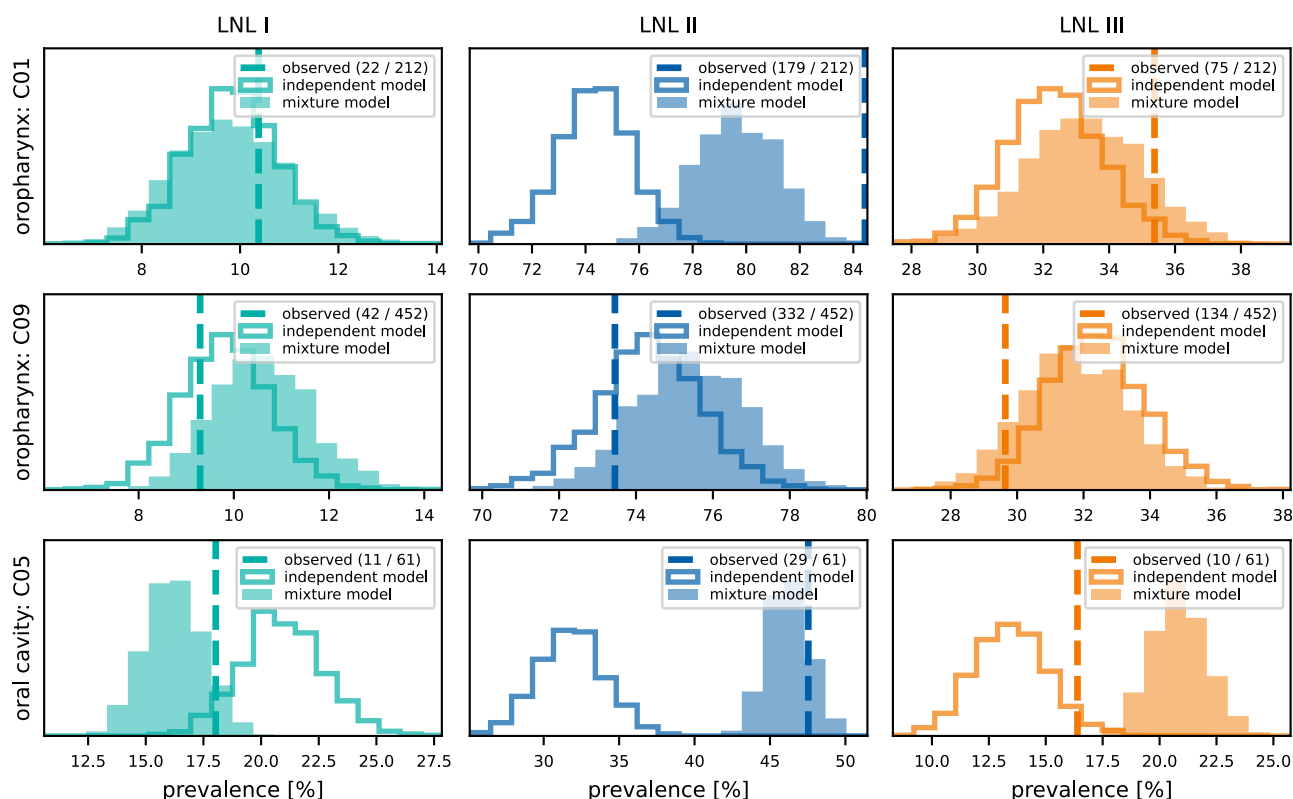 LNL I LNL II LNL III
oropharynx: C01
observed (22 / 212)
independent model
mixture model
8 10 12 14
observed (179 / 212)
independent model
mixture model
70 72 74 76 78 80 82 84
observed (75 / 212)
independent model
mixture model
28 30 32 34 36 38
oropharynx: C09
observed (42 / 452)
independent model
mixture model
8 10 12 14
observed (332 / 452)
independent model
mixture model
70 72 74 76 78 80
observed (134 / 452)
independent model
mixture model
28 30 32 34 36 38
oral cavity: C05
observed (11 / 61)
independent model
mixture model
12.5 15.0 17.5 20.0 22.5 25.0 27.5
prevalence [%]
observed (29 / 61)
independent model
mixture model
30 35 40 45 50
prevalence [%]
observed (10 / 61)
independent model
mixture model
10.0 12.5 15.0 17.5 20.0 22.5 25.0
prevalence [%]